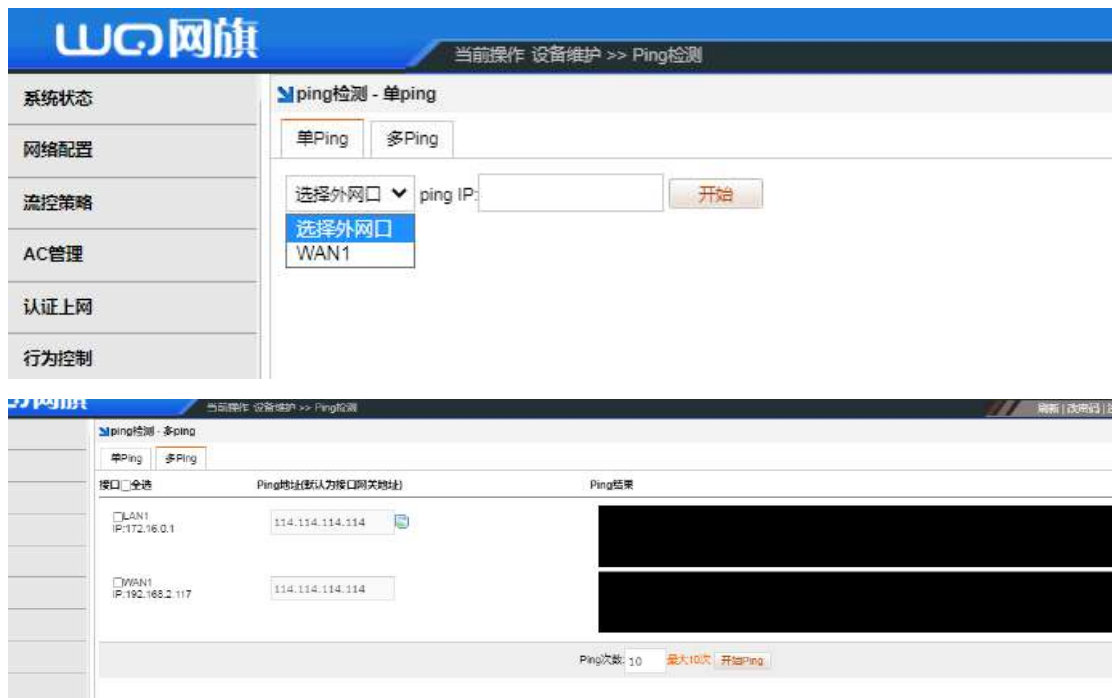 WQ网旗
当前操作 设备维护 >> Ping检测
系统状态
网络配置
流控策略
AC管理
认证上网
行为控制
ping检测 - 单ping
单Ping 多Ping
选择外网口 ping IP: 开始
选择外网口
WAN1
网旗
当前操作 设备维护 >> Ping检测
刷新 | 改密码 |
ping检测 - 多ping
单Ping 多Ping
接口 全选 Ping地址(默认为接口网关地址) Ping结果
LAN1
IP:172.16.0.1
114.114.114.114
WAN1
IP:192.168.2.117
114.114.114.114
Ping次数: 10 最大10次 开始Ping